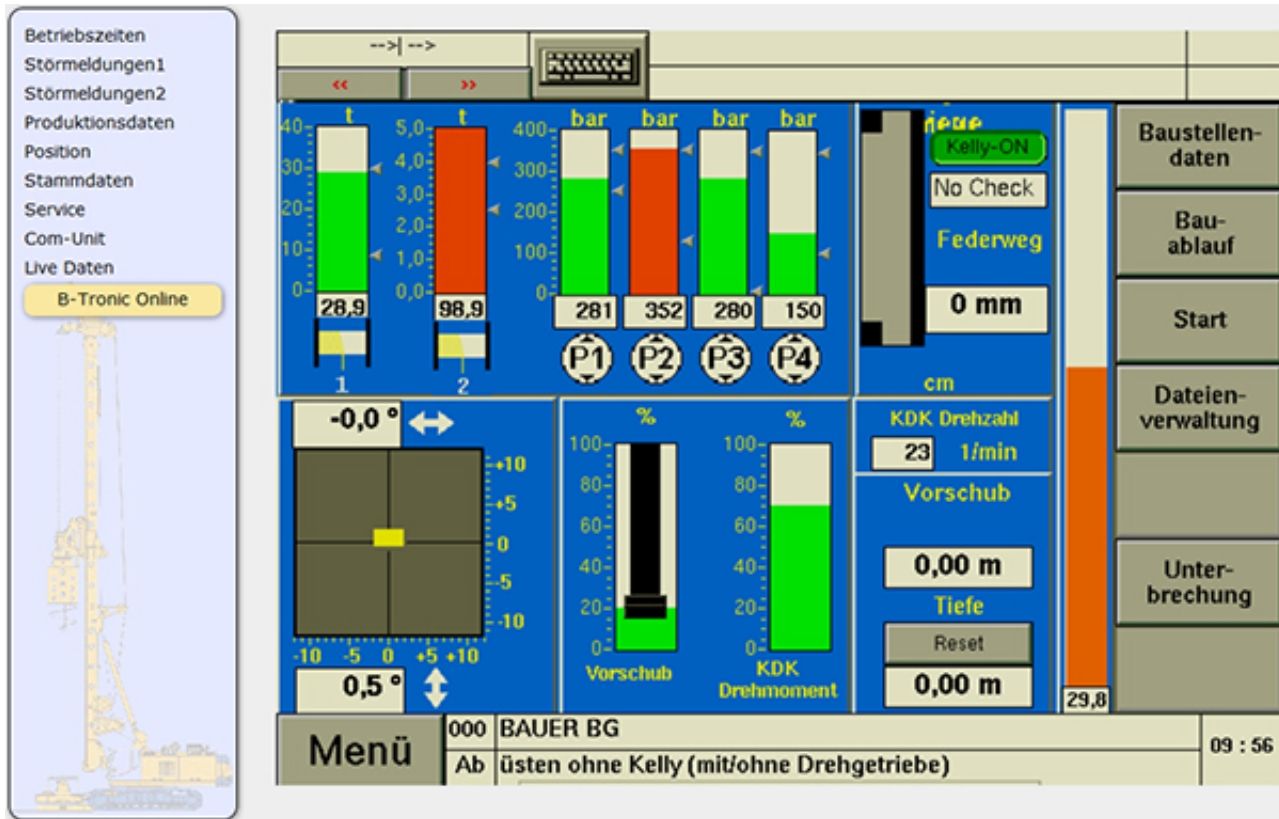 Betriebszeiten
Störmeldungen1
Störmeldungen2
Produktionsdaten
Position
Stammdaten
Service
Com-Unit
Live Daten
B-Tronic Online
-->| -->
<< >>
t t bar bar bar bar
40 5,0 400
30 4,0 300
20 3,0 200
2,0
10 1,0 100
0 0,0 0
28,9 98,9 281 352 280 150
P1 P2 P3 P4
1 2
Kelly-ON
No Check
Federweg
0 mm
cm
-0,0 °
+10
+5
0
-5
-10
-10 -5 0 +5 +10
0,5 °
% %
100 100
80 80
60 60
40 40
20 20
0 0
Vorschub
KDK
Drehmoment
KDK Drehzahl
23 1/min
Vorschub
0,00 m
Tiefe
Reset
0,00 m
29,8
Baustellen-
daten
Bau-
ablauf
Start
Dateien-
verwaltung
Unter-
brechung
Menü
000 BAUER BG
Ab üsten ohne Kelly (mit/ohne Drehgetriebe)
09 : 56